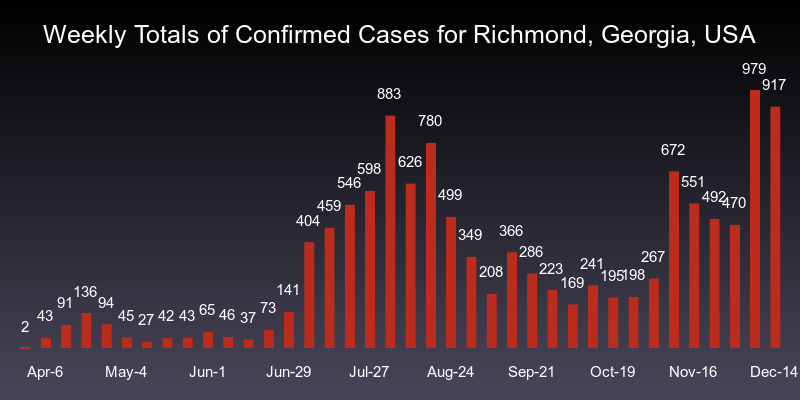 Weekly Totals of Confirmed Cases for Richmond, Georgia, USA
2 43 91 136 94 45 27 42 43 65 46 37 73 141 404 459 546 598 883 626 780 499 349 208 366 286 223 169 241 195 198 267 672 551 492 470 979 917
Apr-6 May-4 Jun-1 Jun-29 Jul-27 Aug-24 Sep-21 Oct-19 Nov-16 Dec-14